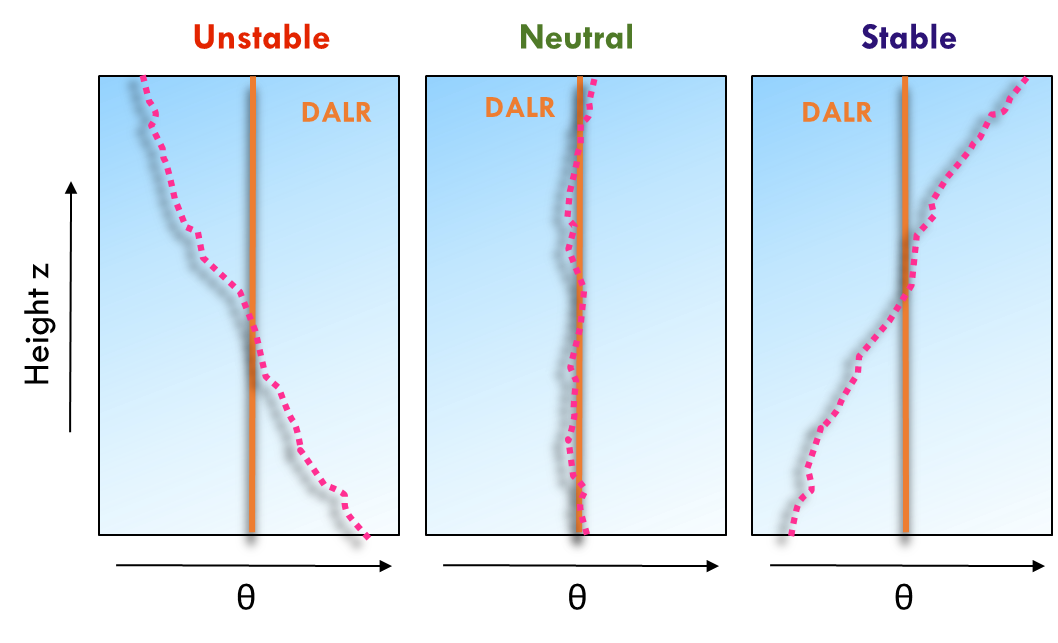 Unstable
Neutral
Stable
DALR
DALR
DALR
Height z
θ
θ
θ